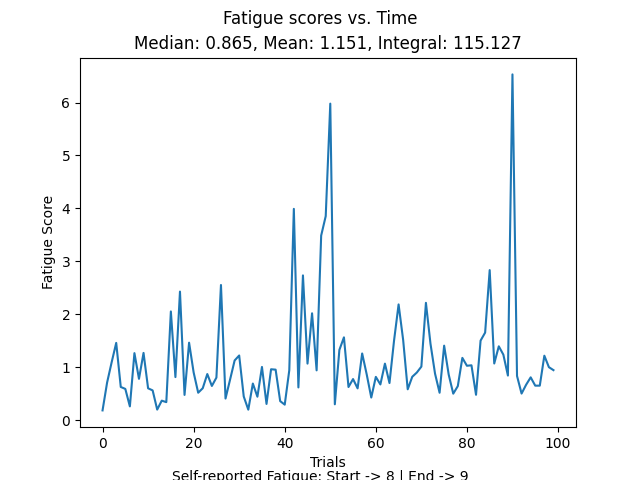 Fatigue scores vs. Time
Median: 0.865, Mean: 1.151, Integral: 115.127
6
5
4
3
2
1
0
Fatigue Score
0 20 40 60 80 100
Trials
Self-reported Fatigue: Start -> 8 | End -> 9